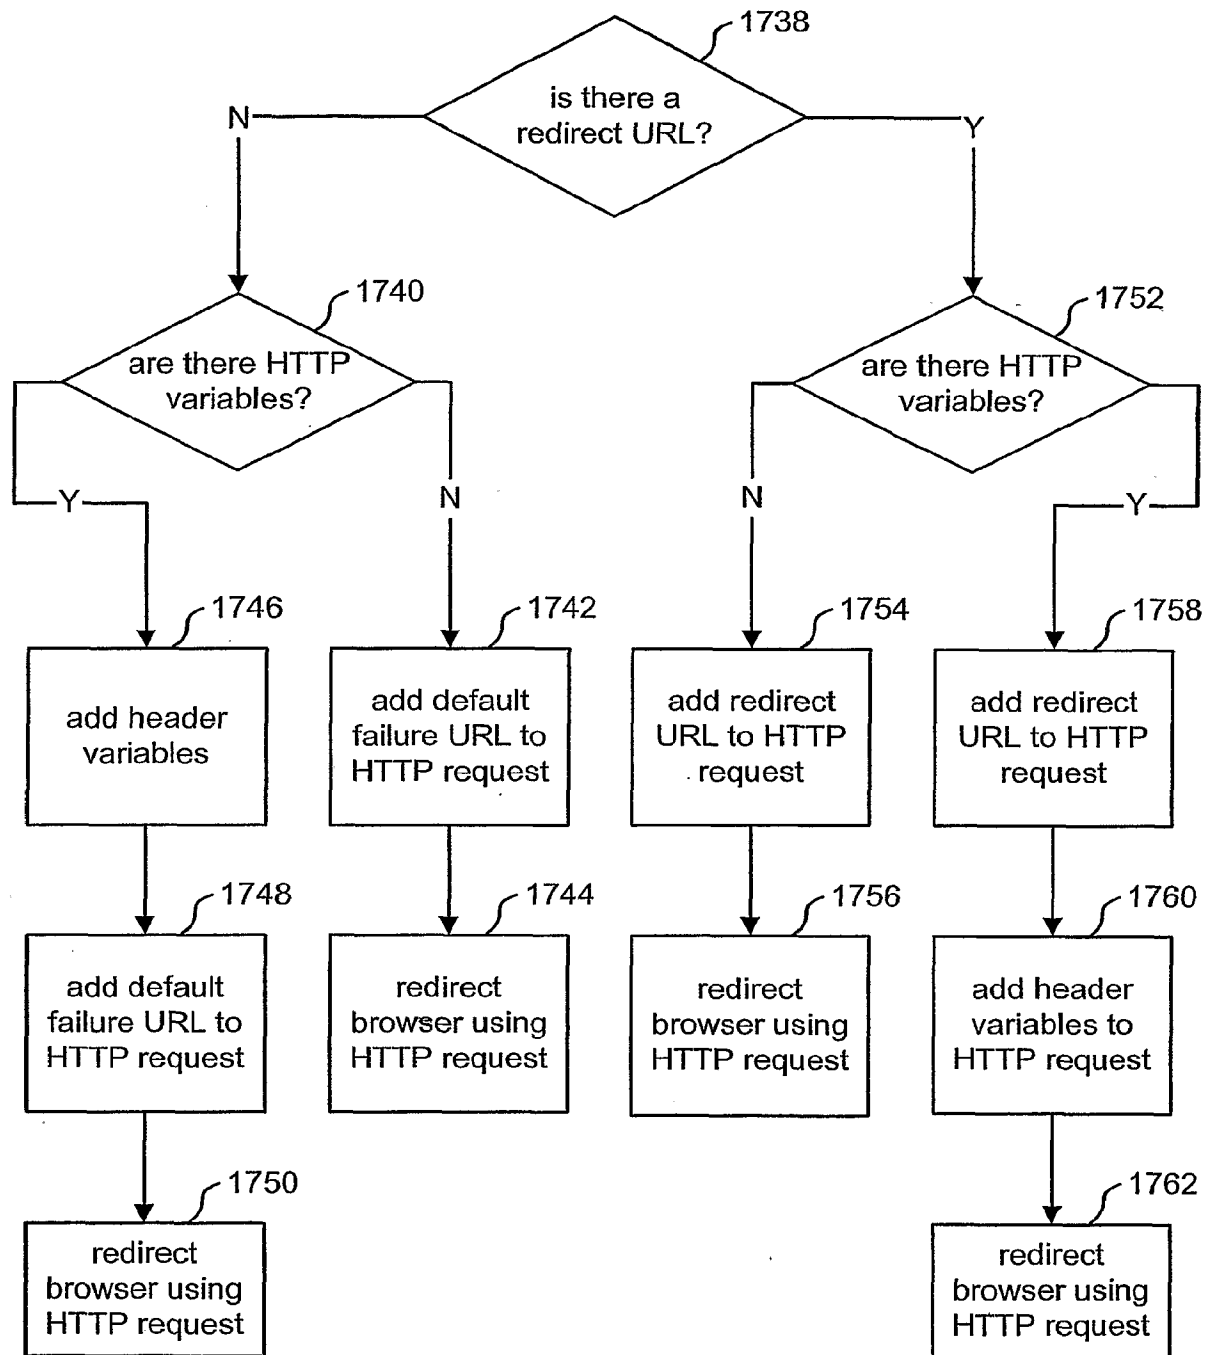 1738
is there a
redirect URL?
N
Y
1740
are there HTTP
variables?
1752
are there HTTP
variables?
Y
N
N
Y
1746
add header
variables
1742
add default
failure URL to
HTTP request
1754
add redirect
URL to HTTP
request
1758
add redirect
URL to HTTP
request
1748
add default
failure URL to
HTTP request
1744
redirect
browser using
HTTP request
1756
redirect
browser using
HTTP request
1760
add header
variables to
HTTP request
1750
redirect
browser using
HTTP request
1762
redirect
browser using
HTTP request